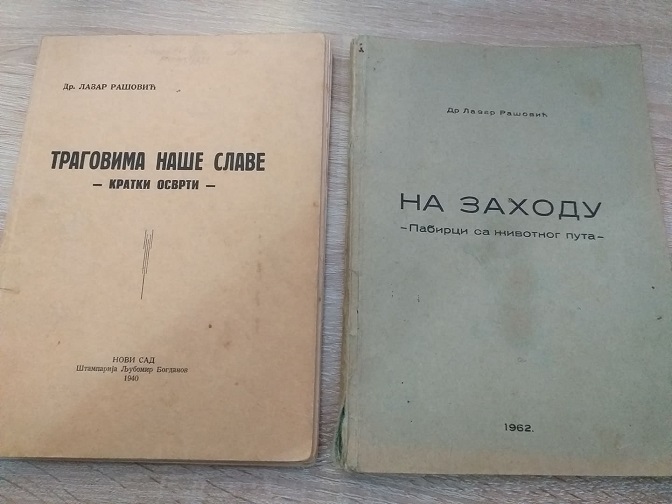 Др. ЛАЗАР РАШОВИЋ
ТРАГОВИМА НАШЕ СЛАВЕ
— КРАТКИ ОСВРТИ —
НОВИ САД
Штампарија Љубомир Богданов
1940
Др Лазар Рашовић
НА ЗАХОДУ
-Пабирци са животног пута-
1962.